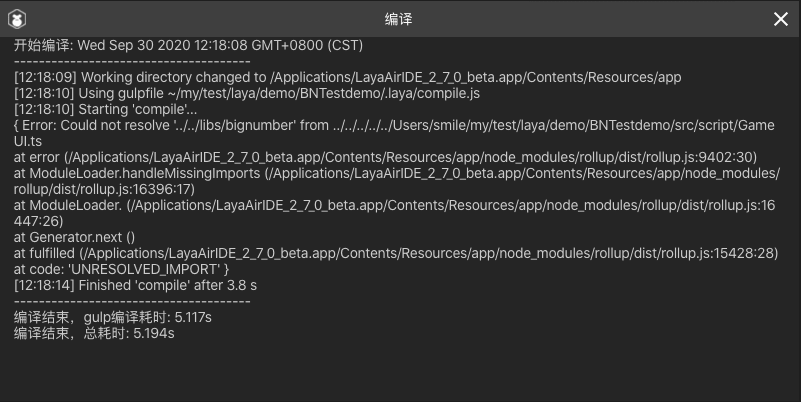 编译
开始编译: Wed Sep 30 2020 12:18:08 GMT+0800 (CST)
--------------------------------------
[12:18:09] Working directory changed to /Applications/LayaAirIDE_2_7_0_beta.app/Contents/Resources/app
[12:18:10] Using gulpfile ~/my/test/laya/demo/BNTestdemo/.laya/compile.js
[12:18:10] Starting 'compile'...
{ Error: Could not resolve '../../libs/bignumber' from ../../../../../Users/smile/my/test/laya/demo/BNTestdemo/src/script/Game
UI.ts
at error (/Applications/LayaAirIDE_2_7_0_beta.app/Contents/Resources/app/node_modules/rollup/dist/rollup.js:9402:30)
at ModuleLoader.handleMissingImports (/Applications/LayaAirIDE_2_7_0_beta.app/Contents/Resources/app/node_modules/
rollup/dist/rollup.js:16396:17)
at ModuleLoader. (/Applications/LayaAirIDE_2_7_0_beta.app/Contents/Resources/app/node_modules/rollup/dist/rollup.js:16
447:26)
at Generator.next ()
at fulfilled (/Applications/LayaAirIDE_2_7_0_beta.app/Contents/Resources/app/node_modules/rollup/dist/rollup.js:15428:28)
at code: 'UNRESOLVED_IMPORT' }
[12:18:14] Finished 'compile' after 3.8 s
--------------------------------------
编译结束，gulp编译耗时: 5.117s
编译结束，总耗时: 5.194s